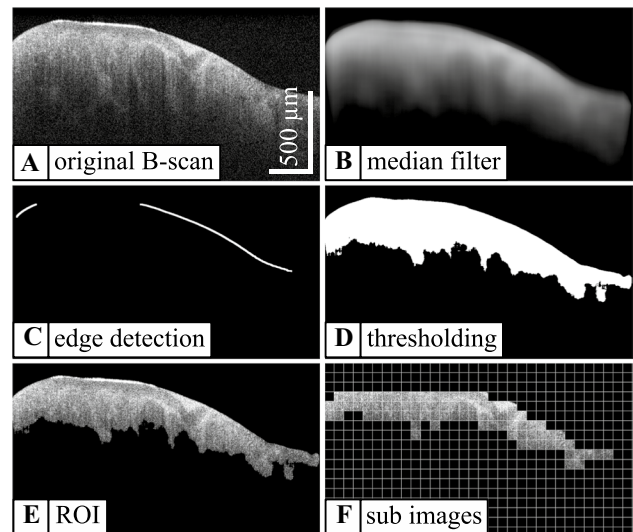 500 µm
A original B-scan
B median filter
C edge detection
D thresholding
E ROI
F sub images